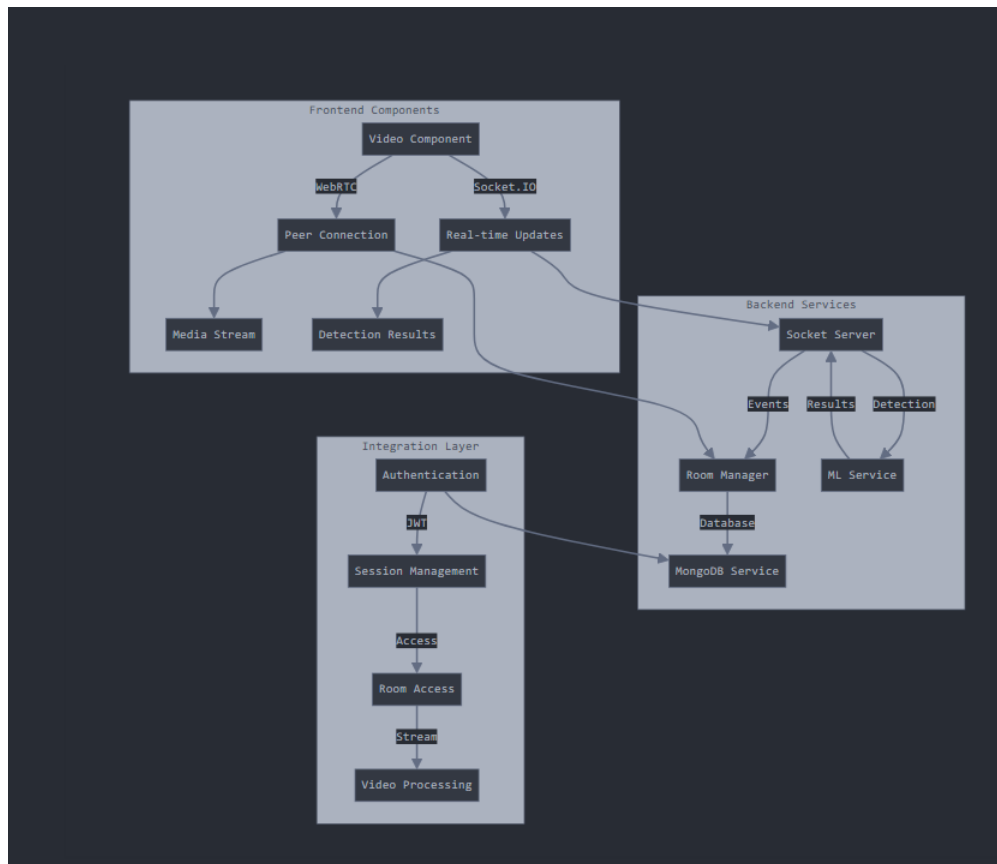 Frontend Components
Video Component
WebRTC
Socket.IO
Peer Connection
Real-time Updates
Media Stream
Detection Results
Backend Services
Socket Server
Events
Results
Detection
Room Manager
ML Service
Database
MongoDB Service
Integration Layer
Authentication
JWT
Session Management
Access
Room Access
Stream
Video Processing